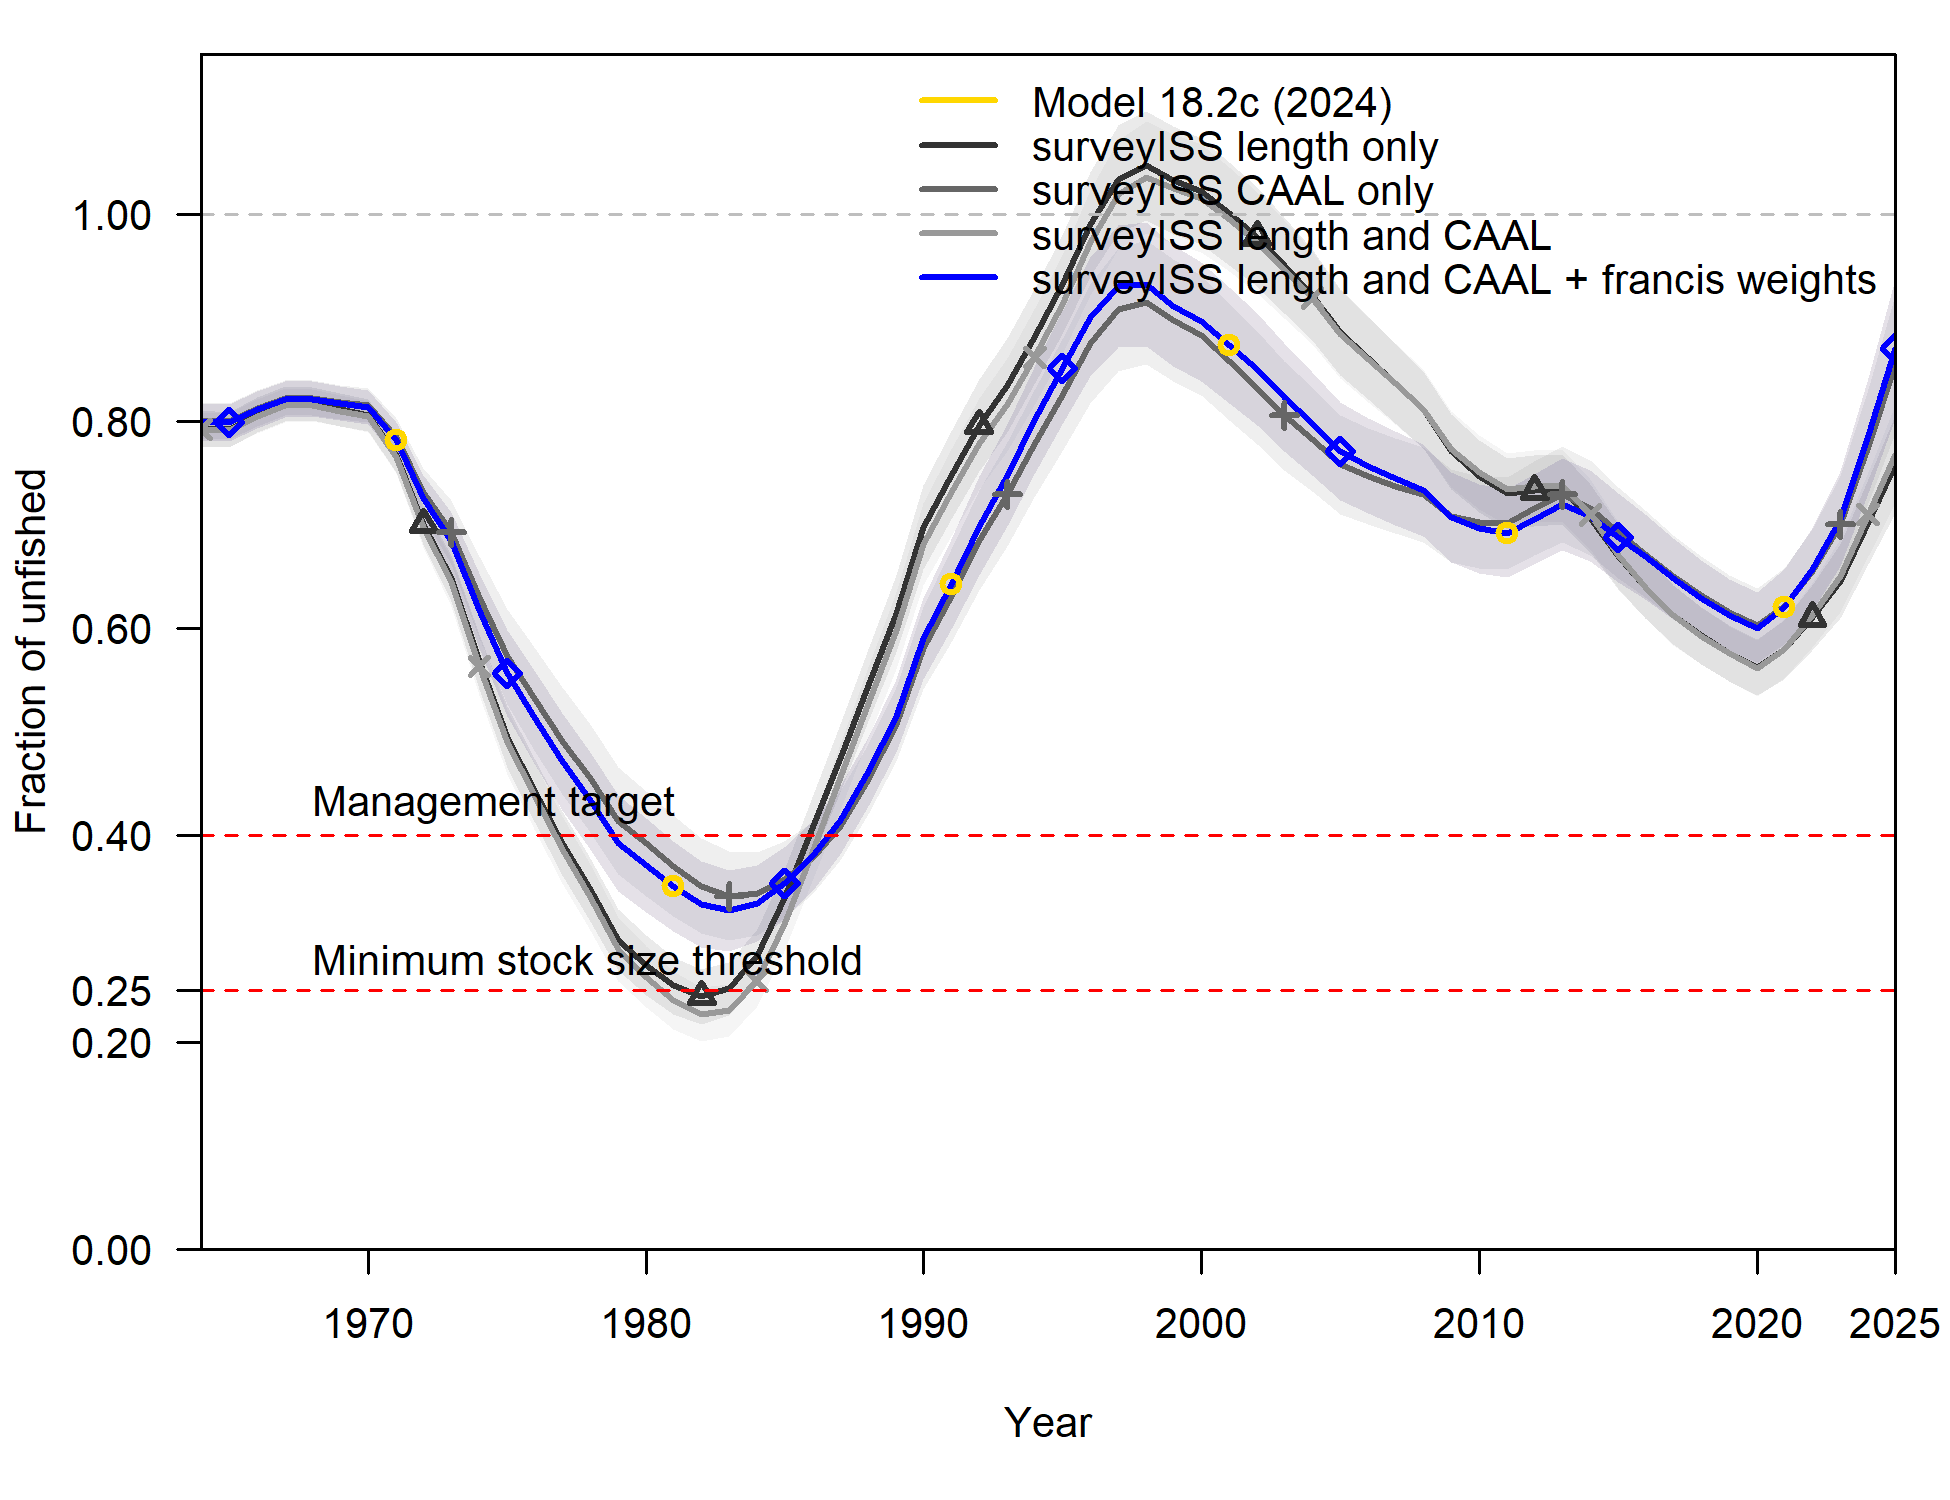 Model 18.2c (2024)
surveyISS length only
surveyISS CAAL only
surveyISS length and CAAL
surveyISS length and CAAL + francis weights
Fraction of unfished
1.00
0.80
0.60
0.40
0.25
0.20
0.00
Management target
Minimum stock size threshold
1970 1980 1990 2000 2010 2020 2025
Year